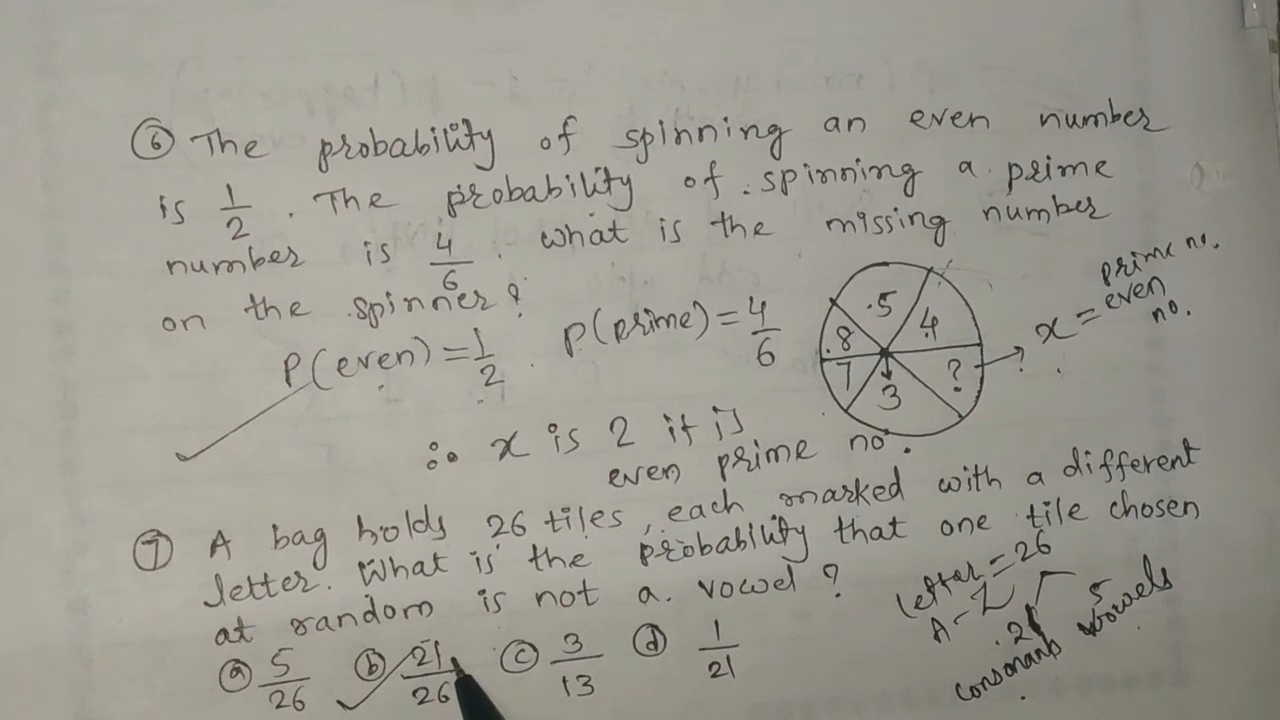 ⑥ The probability of spinning an even number
is 1/2. The probability of spinning a prime
number is 4/6. what is the missing number
on the spinner?
P(even) = 1/2. P(prime) = 4/6
5
4
8
7
3
?
x = prime no.
even
no.
∴ x is 2 it is
even prime no.
⑦ A bag holds 26 tiles, each marked with a different
letter. What is the probability that one tile chosen
at random is not a vowel?
letter = 26
A-Z
5
vowels
21
consonants
ⓐ 5/26 ⓑ 21/26 ⓒ 3/13 ⓓ 1/21